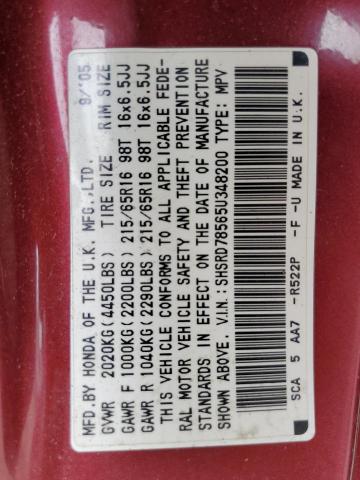 MFD.BY HONDA OF THE U.K. MFG.,LTD. 9/'05
GVWR 2020KG(4450LBS) TIRE SIZE RIM SIZE
GAWR F 1000KG(2200LBS) 215/65R16 98T 16x6.5JJ
GAWR R 1040KG(2290LBS) 215/65R16 98T 16x6.5JJ
THIS VEHICLE CONFORMS TO ALL APPLICABLE FEDE-
RAL MOTOR VEHICLE SAFETY AND THEFT PREVENTION
STANDARDS IN EFFECT ON THE DATE OF MANUFACTURE
SHOWN ABOVE. V.I.N.: SHSRD78565U348200 TYPE: MPV
SCA 5 AA7 -R522P -F -U MADE IN U.K.